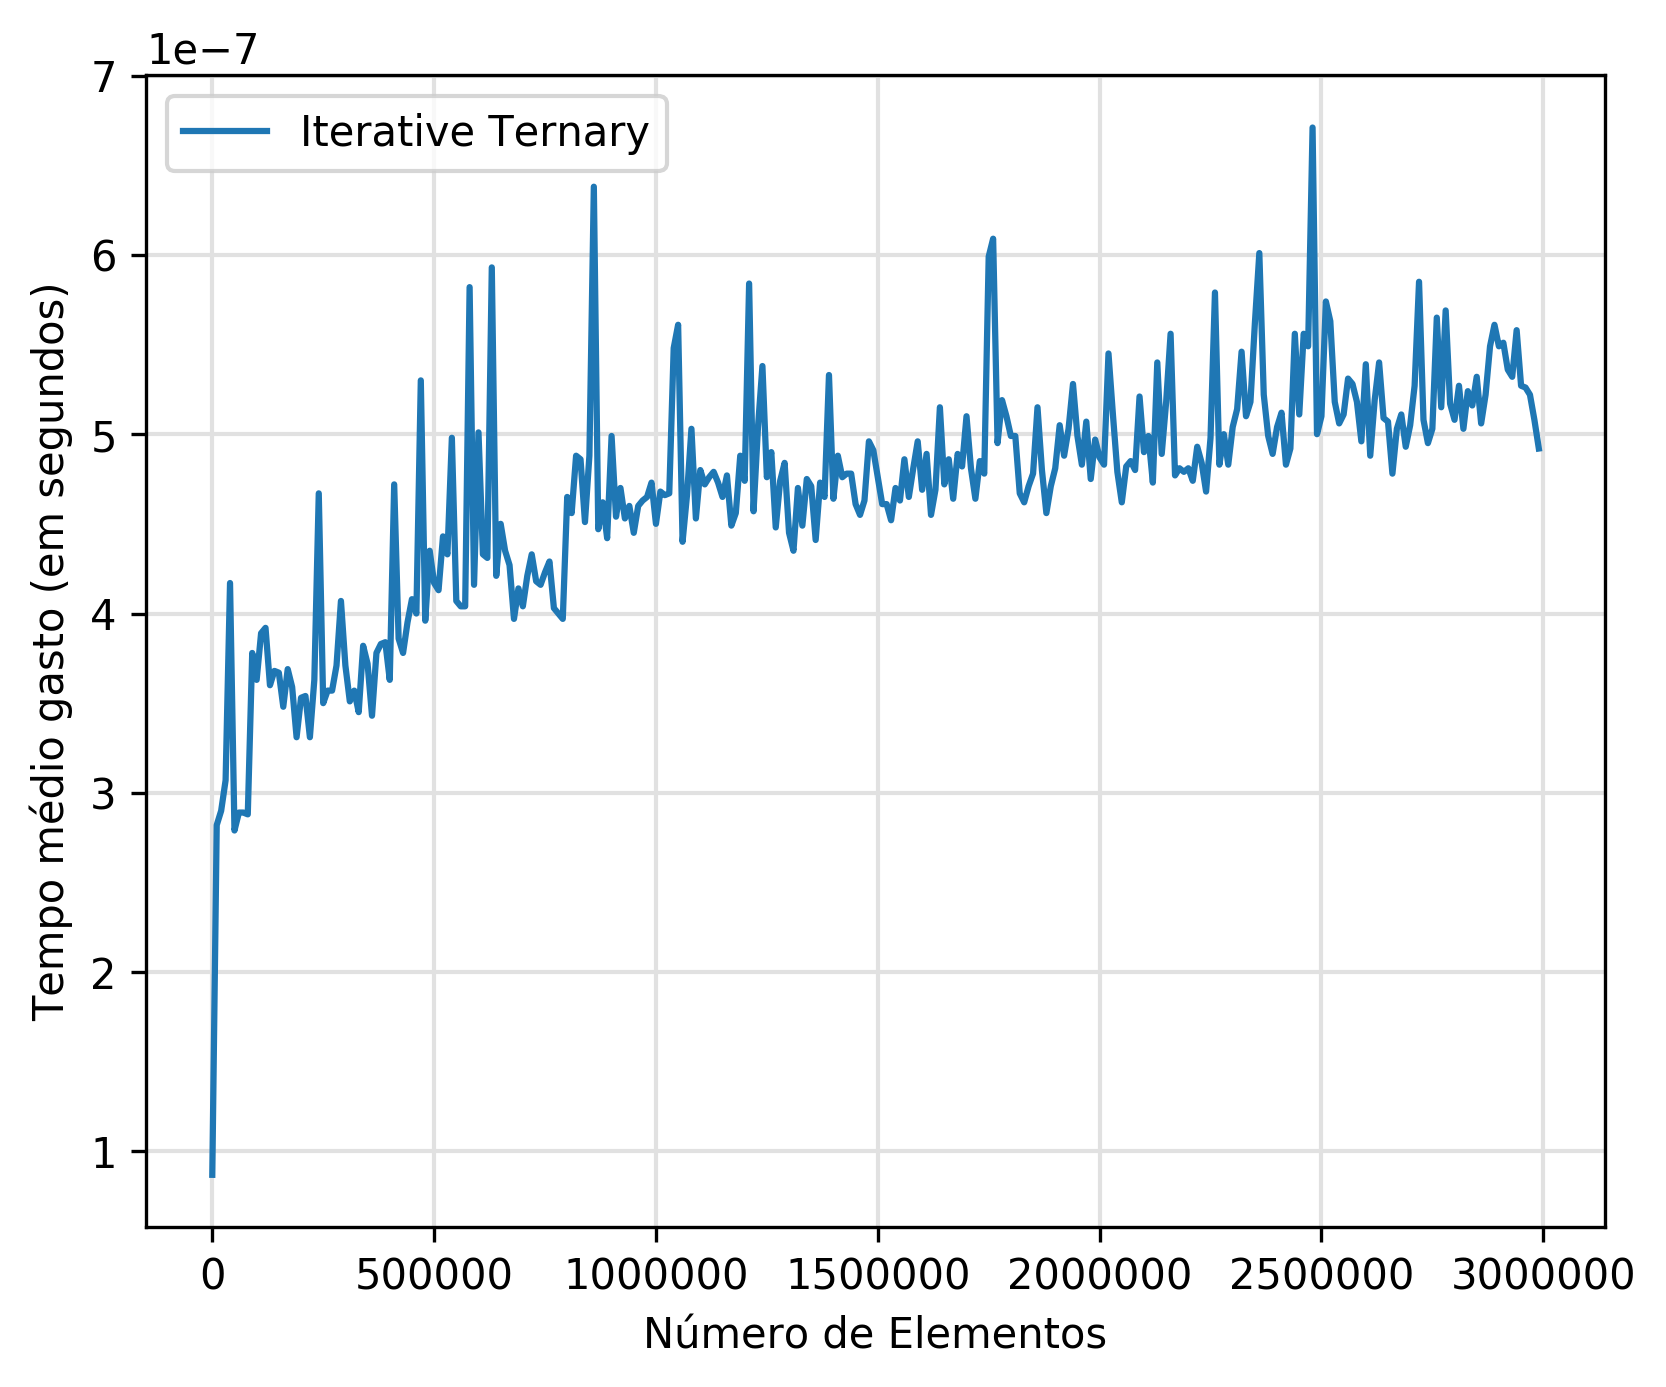 1e−7
7
6
5
4
3
2
1
Iterative Ternary
Tempo médio gasto (em segundos)
0 500000 1000000 1500000 2000000 2500000 3000000
Número de Elementos